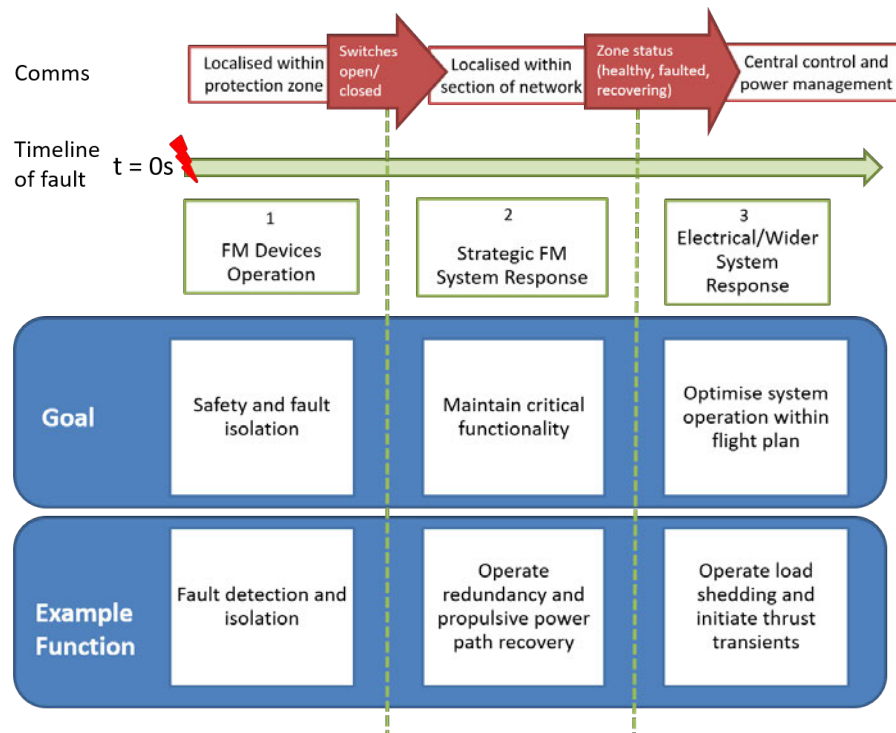 Comms
Localised within
protection zone
Switches
open/
closed
Localised within
section of network
Zone status
(healthy, faulted,
recovering)
Central control and
power management
Timeline
of fault
t = 0s
1
FM Devices
Operation
2
Strategic FM
System Response
3
Electrical/Wider
System
Response
Goal
Safety and fault
isolation
Maintain critical
functionality
Optimise system
operation within
flight plan
Example
Function
Fault detection and
isolation
Operate
redundancy and
propulsive power
path recovery
Operate load
shedding and
initiate thrust
transients